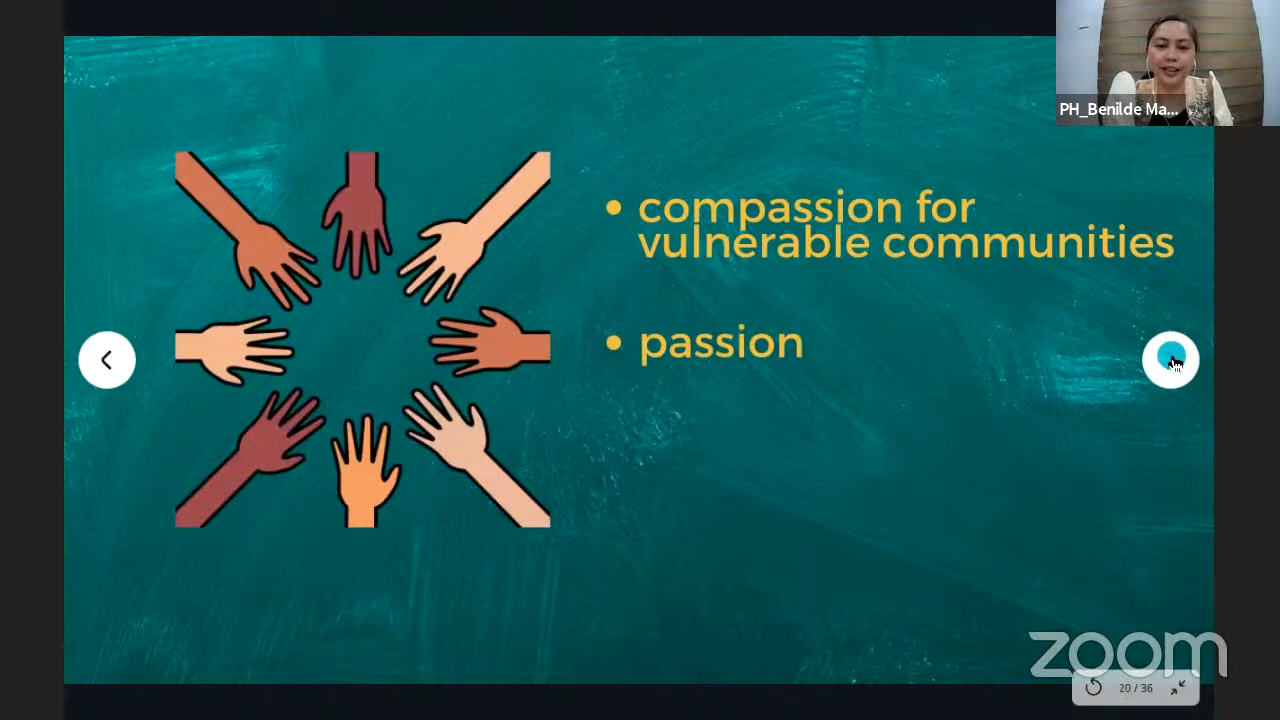 PH_Benilde Ma...
• compassion for
vulnerable communities
• passion
zoom
20 / 36